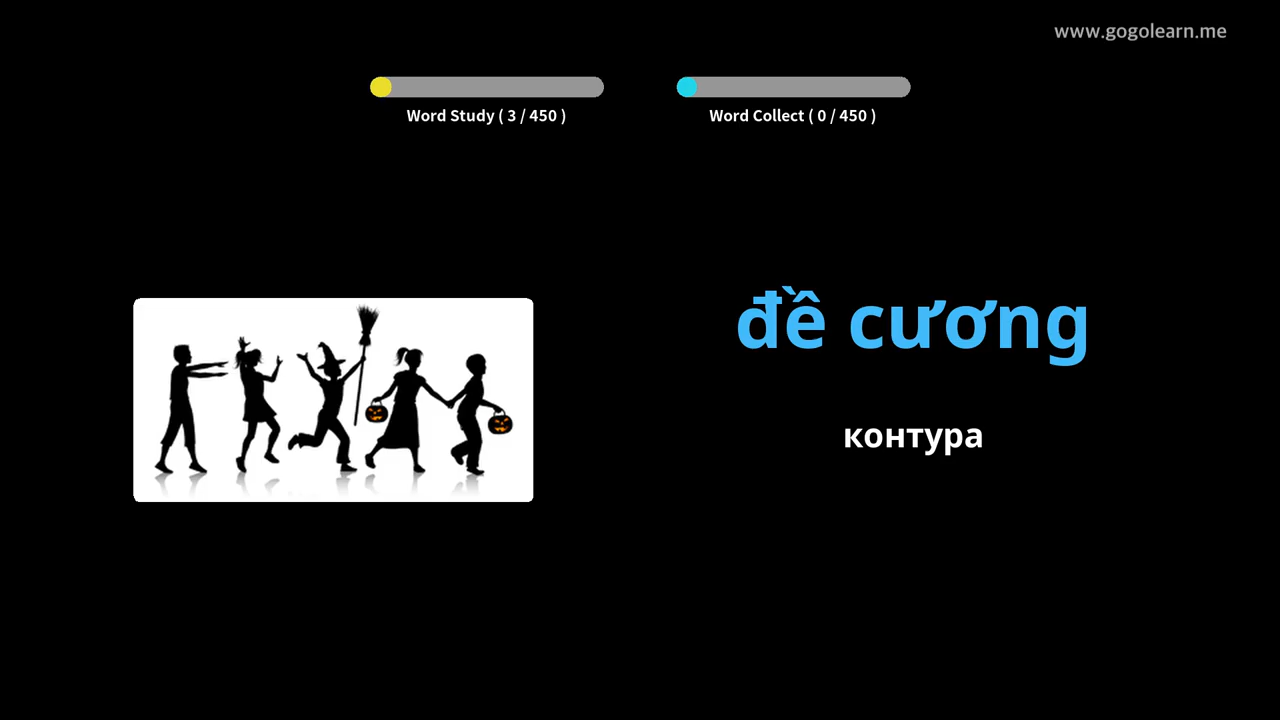 www.gogolearn.me
Word Study ( 3 / 450 )
Word Collect ( 0 / 450 )
đề cương
контура